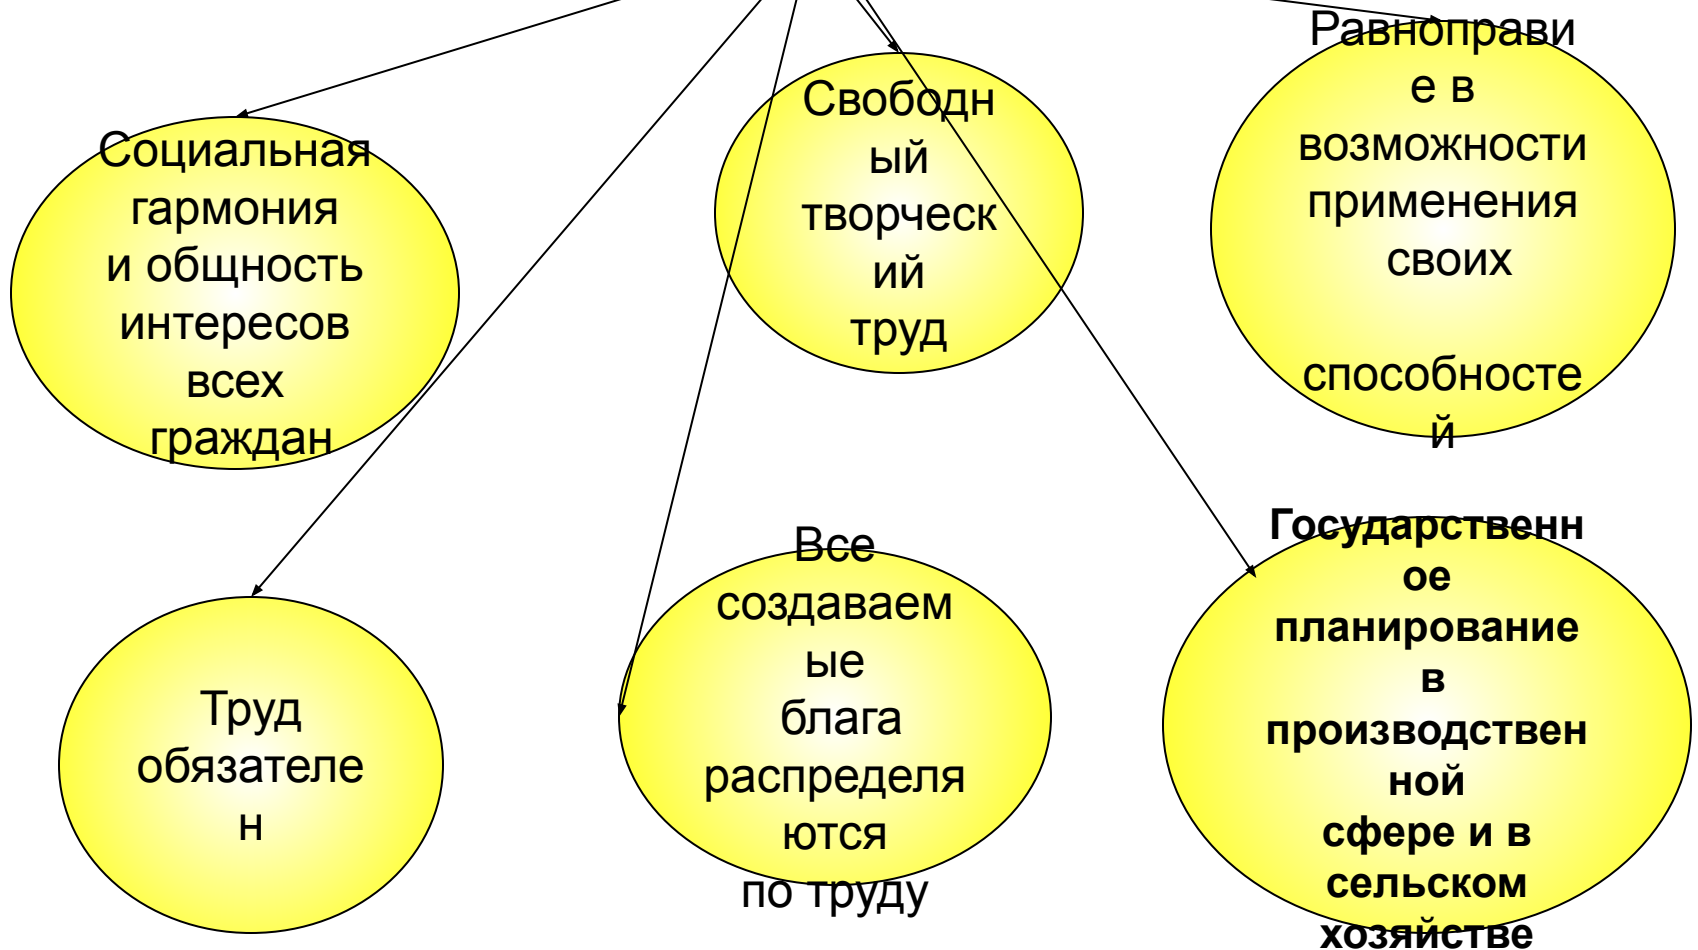 Социальная
гармония
и общность
интересов
всех
граждан
Свободн
ый
творческ
ий
труд
Равноправи
е в
возможности
применения
своих
способносте
й
Труд
обязателе
н
Все
создаваем
ые
блага
распределя
ются
по труду
Государственн
ое
планирование
в
производствен
ной
сфере и в
сельском
хозяйстве